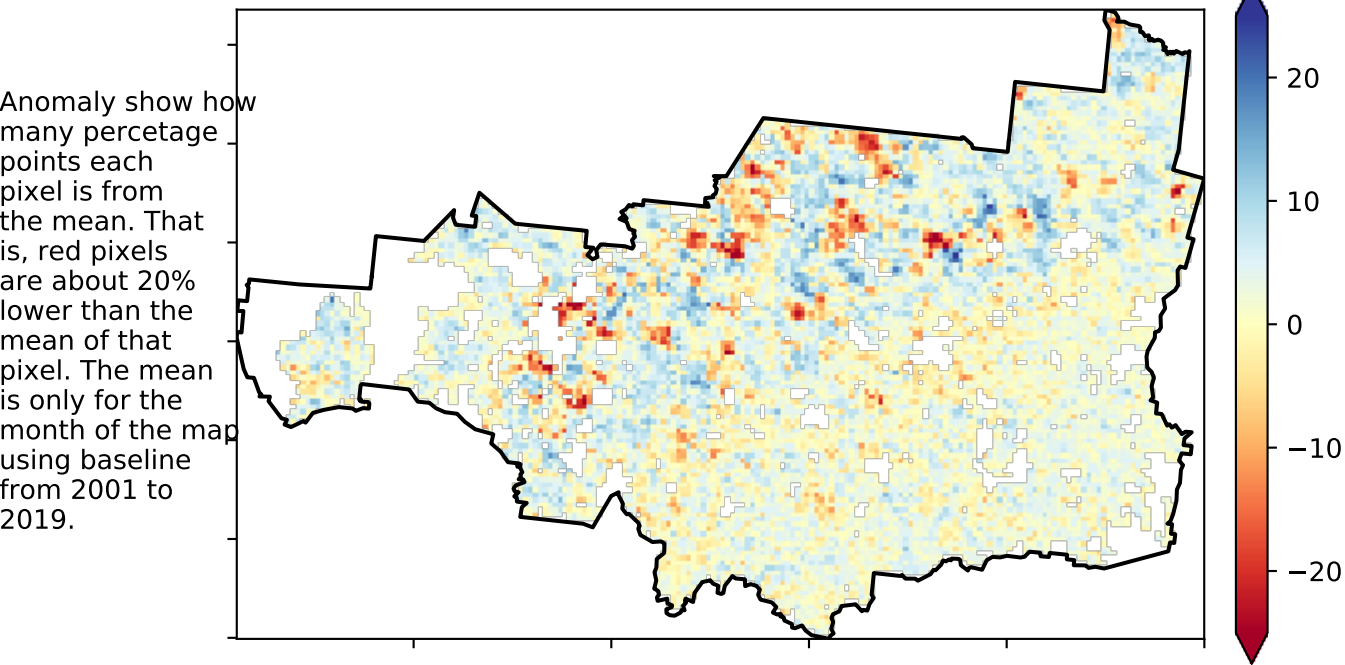 Anomaly show how
many percetage
points each
pixel is from
the mean. That
is, red pixels
are about 20%
lower than the
mean of that
pixel. The mean
is only for the
month of the map
using baseline
from 2001 to
2019.
20
10
0
−10
−20